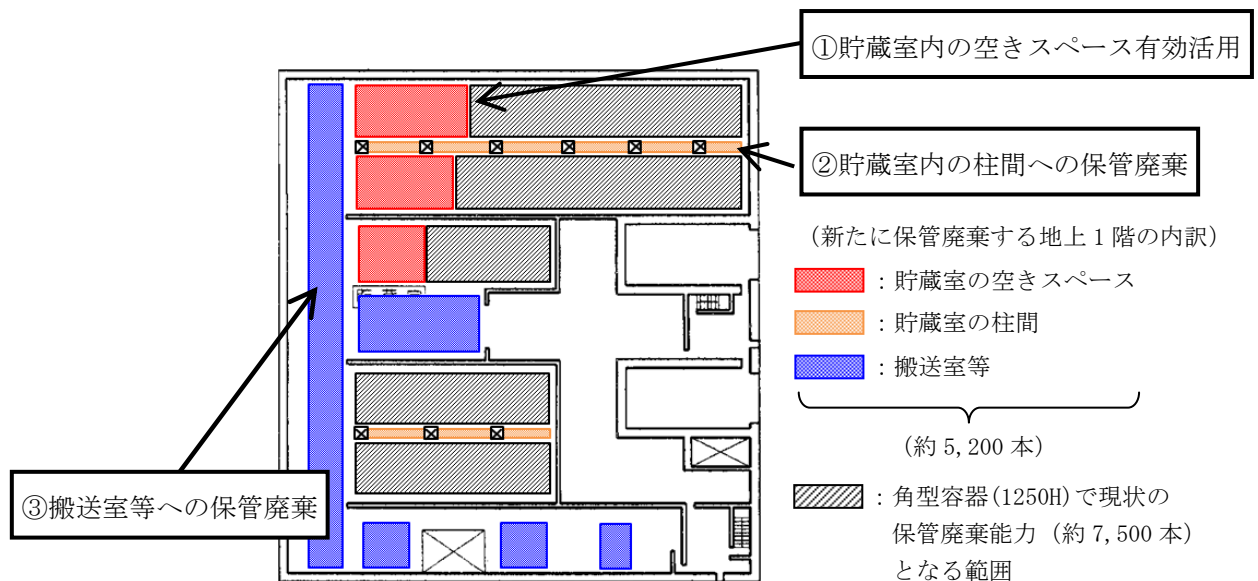 ①貯蔵室内の空きスペース有効活用
②貯蔵室内の柱間への保管廃棄
(新たに保管廃棄する地上1階の内訳)
：貯蔵室の空きスペース
：貯蔵室の柱間
：搬送室等
(約5,200本)
③搬送室等への保管廃棄
：角型容器(1250H)で現状の
保管廃棄能力（約7,500本）
となる範囲